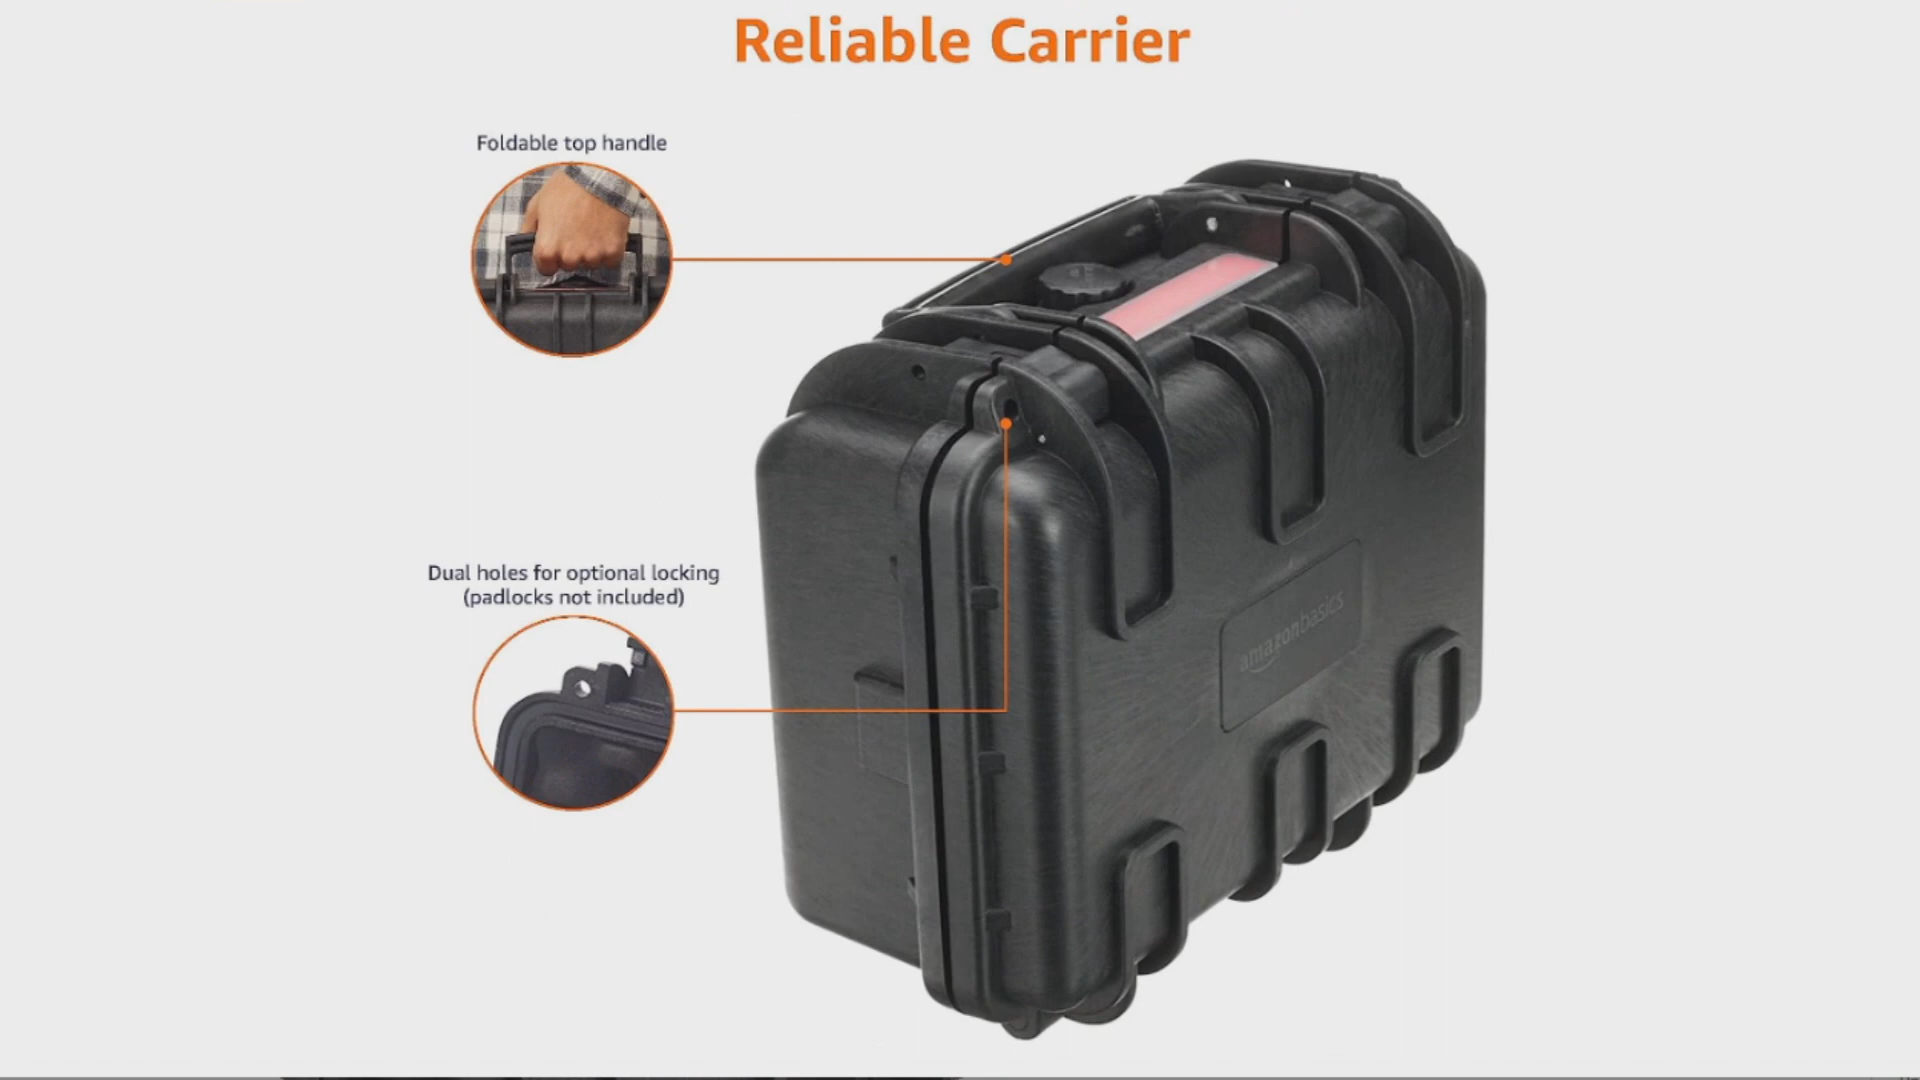 Reliable Carrier
Foldable top handle
Dual holes for optional locking
(padlocks not included)
amazonbasics